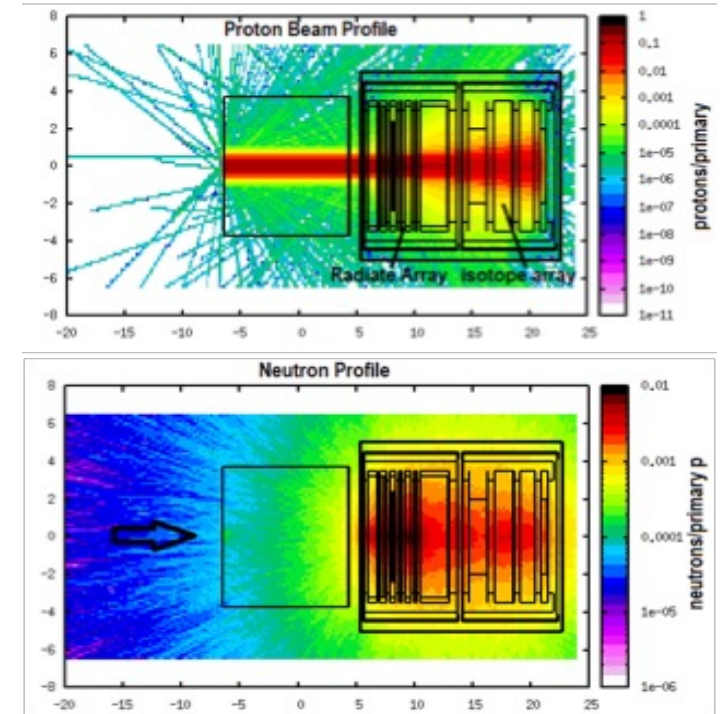 Proton Beam Profile
8
6
4
2
0
-2
-4
-6
-8
-20 -15 -10 -5 0 5 10 15 20 25
Radiate Array isotope array
1
0.1
0.01
0.001
0.0001
1e-05
1e-06
1e-07
1e-08
1e-09
1e-10
1e-11
protons/primary
Neutron Profile
8
6
4
2
0
-2
-4
-6
-8
-20 -15 -10 -5 0 5 10 15 20 25
0.01
0.001
0.0001
1e-05
1e-06
neutrons/primary p